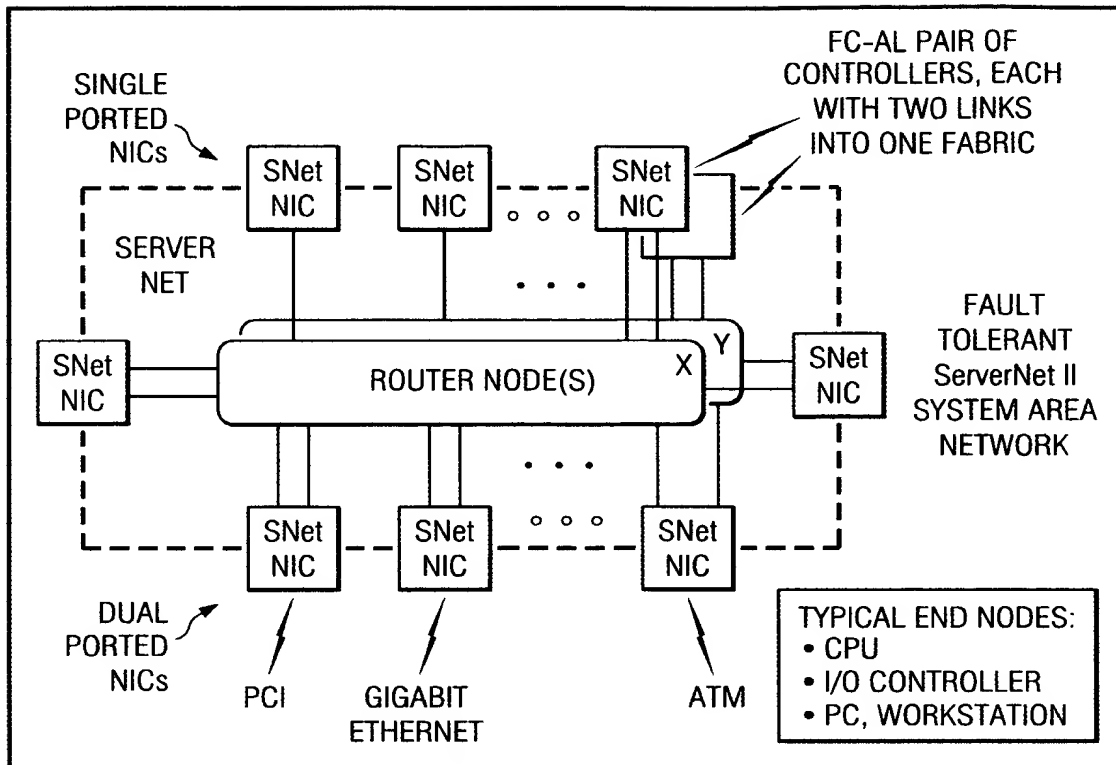 FC-AL PAIR OF
CONTROLLERS, EACH
WITH TWO LINKS
INTO ONE FABRIC
SINGLE
PORTED
NICs
SNet
NIC
SNet
NIC
SNet
NIC
SERVER
NET
SNet
NIC
ROUTER NODE(S)
X
Y
SNet
NIC
FAULT
TOLERANT
ServerNet II
SYSTEM AREA
NETWORK
SNet
NIC
SNet
NIC
SNet
NIC
DUAL
PORTED
NICs
PCI
GIGABIT
ETHERNET
ATM
TYPICAL END NODES:
• CPU
• I/O CONTROLLER
• PC, WORKSTATION